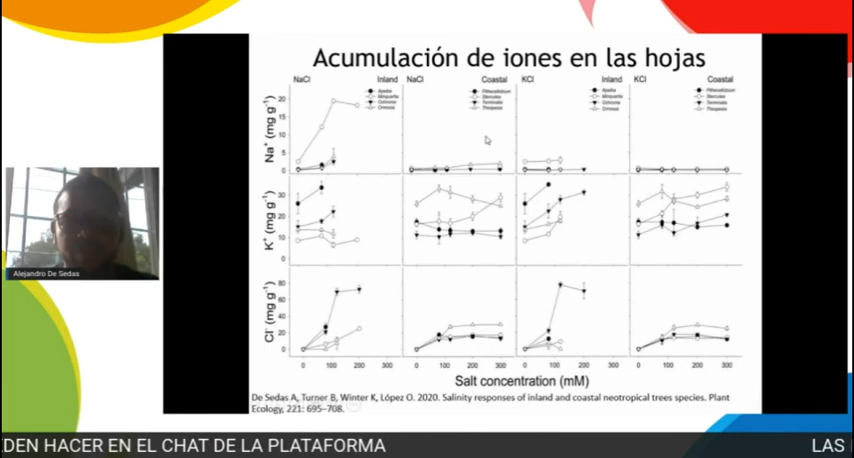 Acumulación de iones en las hojas
NaCl Inland NaCl Coastal KCl Inland KCl Coastal
Apeiba Pithecellobium Apeiba Pithecellobium
Minquartia Sterculea Minquartia Sterculea
Ochroma Terminalia Ochroma Terminalia
Ormosia Thespesia Ormosia Thespesia
Na⁺ (mg g⁻¹)
20
15
10
5
0
K⁺ (mg g⁻¹)
30
20
10
0
Cl⁻ (mg g⁻¹)
80
60
40
20
0
0 100 200 300 0 100 200 300 0 100 200 300 0 100 200 300
Salt concentration (mM)
De Sedas A, Turner B, Winter K, López O. 2020. Salinity responses of inland and coastal neotropical trees species. Plant
Ecology, 221: 695–708.
Alejandro De Sedas
DEN HACER EN EL CHAT DE LA PLATAFORMA LAS